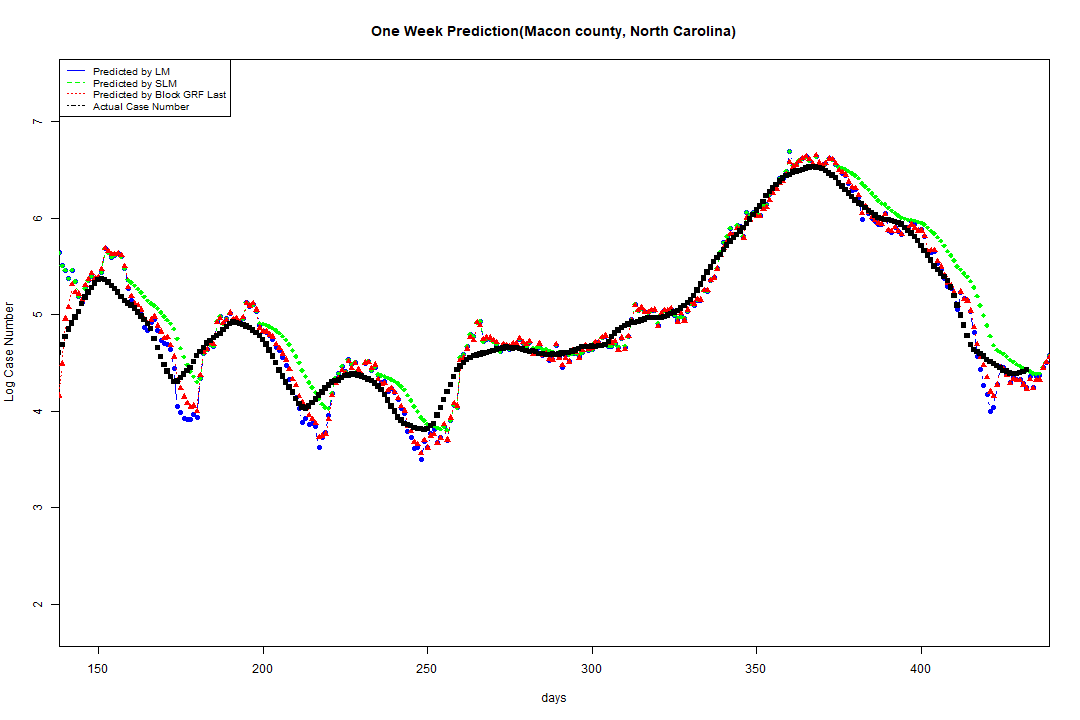 One Week Prediction(Macon county, North Carolina)
Predicted by LM
Predicted by SLM
Predicted by Block GRF Last
Actual Case Number
7
6
5
4
3
2
Log Case Number
150 200 250 300 350 400
days